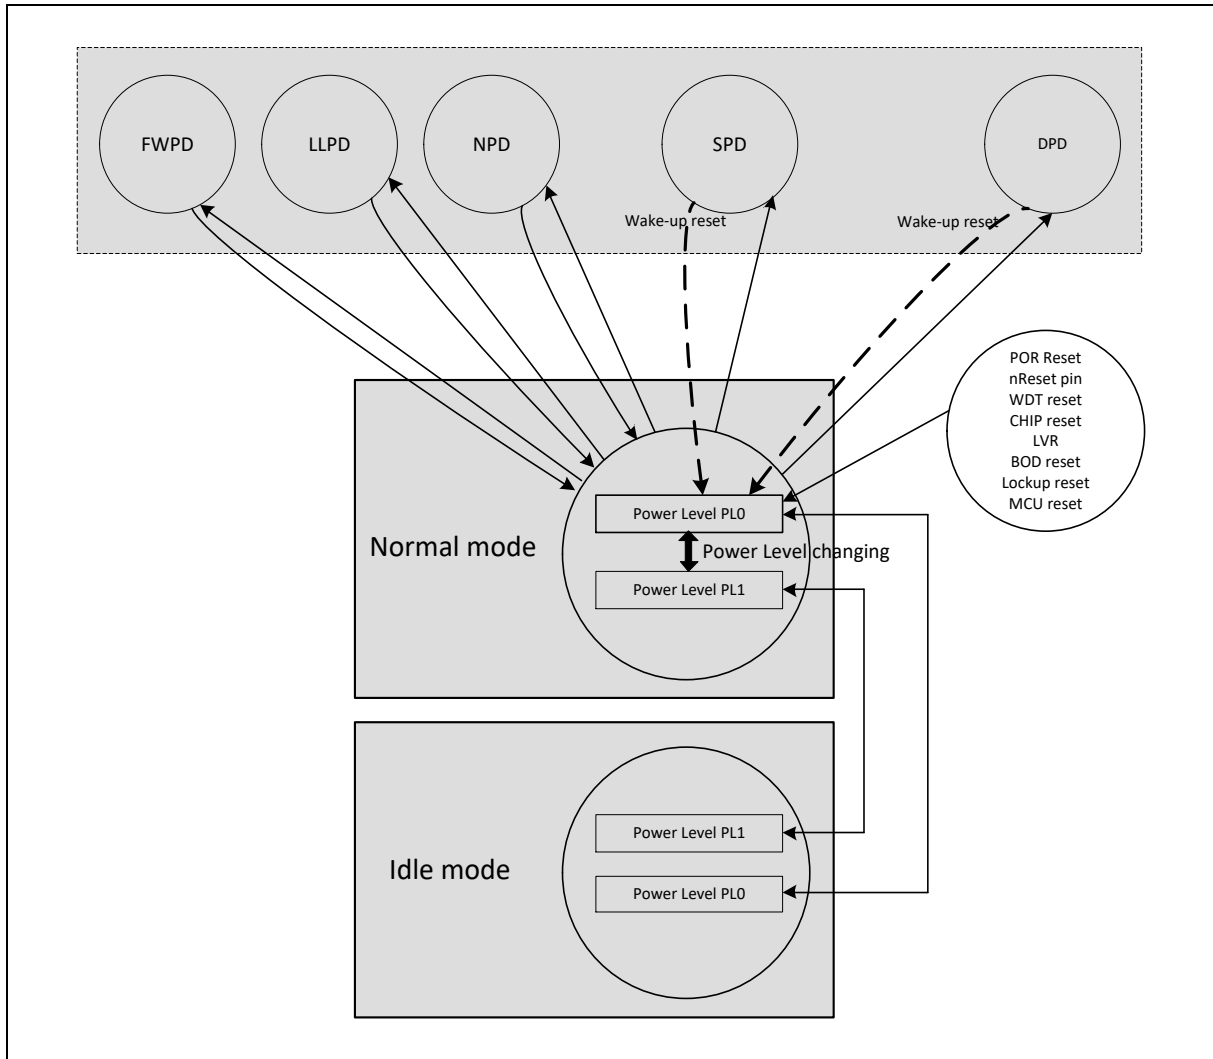 FWPD
LLPD
NPD
SPD
DPD
Wake-up reset
Wake-up reset
POR Reset
nReset pin
WDT reset
CHIP reset
LVR
BOD reset
Lockup reset
MCU reset
Normal mode
Power Level PL0
Power Level changing
Power Level PL1
Idle mode
Power Level PL1
Power Level PL0